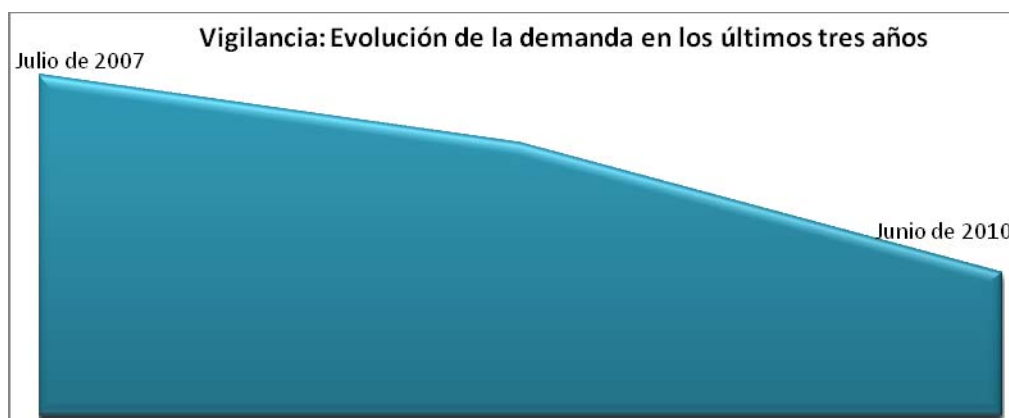 Vigilancia: Evolución de la demanda en los últimos tres años
Julio de 2007
Junio de 2010